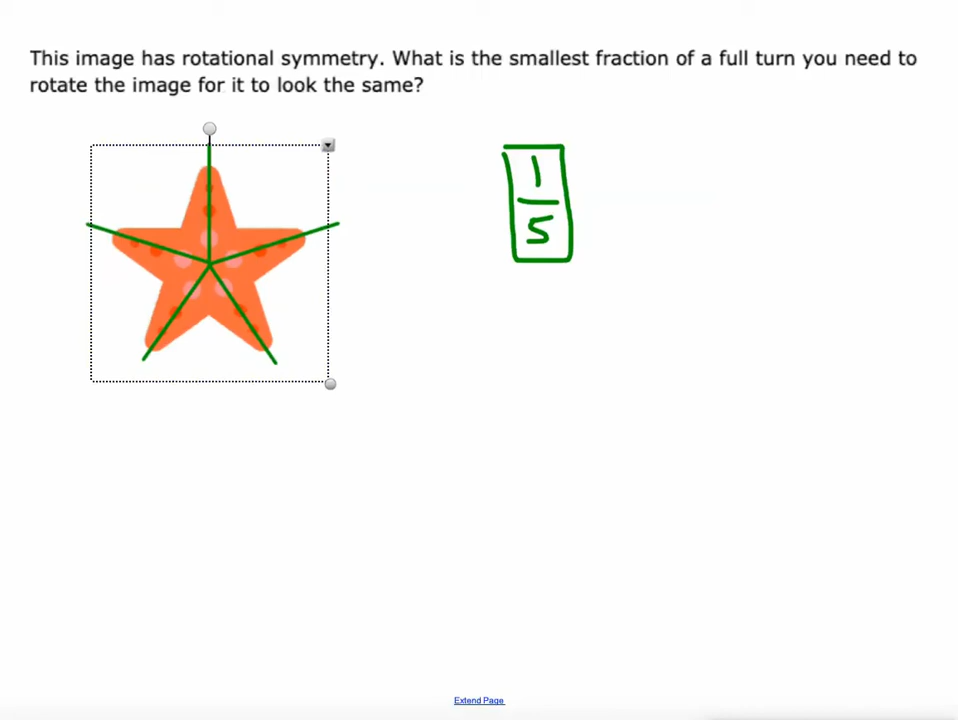 This image has rotational symmetry. What is the smallest fraction of a full turn you need to
rotate the image for it to look the same?
1
5
Extend Page